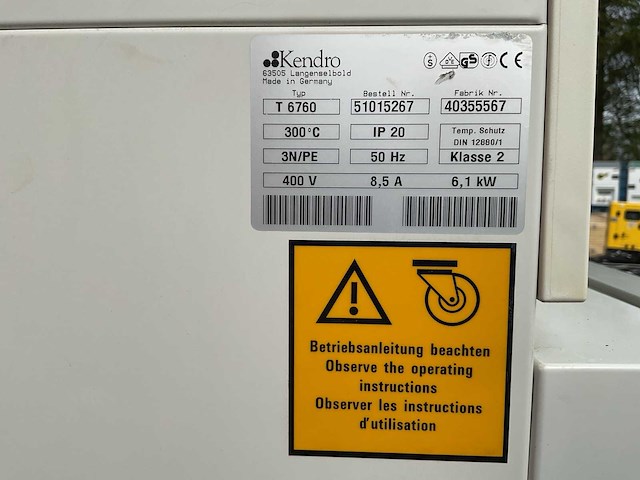 Kendro
63505 Langenselbold
Made in Germany
Typ Bestell Nr. Fabrik Nr.
T 6760 51015267 40355567
300°C IP 20 Temp. Schutz
DIN 12880/1
3N/PE 50 Hz Klasse 2
400 V 8,5 A 6,1 kW
Betriebsanleitung beachten
Observe the operating
instructions
Observer les instructions
d'utilisation